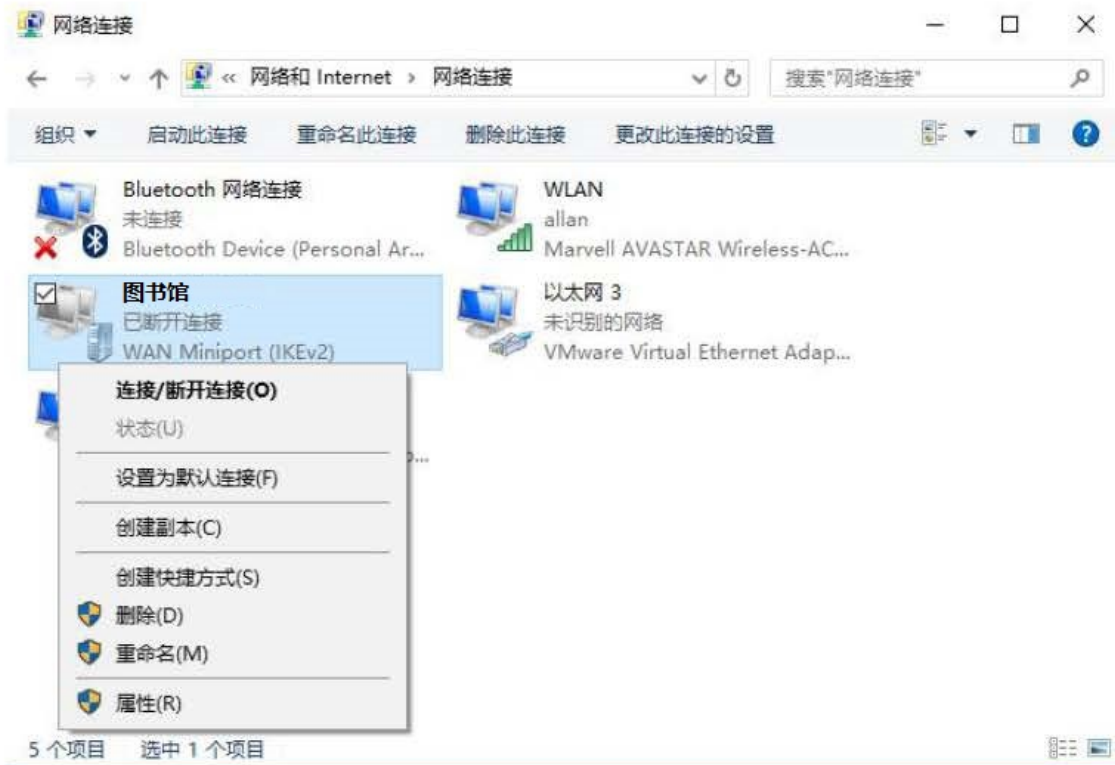 网络连接
« 网络和 Internet › 网络连接
搜索"网络连接"
组织 启动此连接 重命名此连接 删除此连接 更改此连接的设置
Bluetooth 网络连接
未连接
Bluetooth Device (Personal Ar...
WLAN
allan
Marvell AVASTAR Wireless-AC...
图书馆
已断开连接
WAN Miniport (IKEv2)
以太网 3
未识别的网络
VMware Virtual Ethernet Adap...
连接/断开连接(O)
状态(U)
设置为默认连接(F)
创建副本(C)
创建快捷方式(S)
删除(D)
重命名(M)
属性(R)
5 个项目 选中 1 个项目